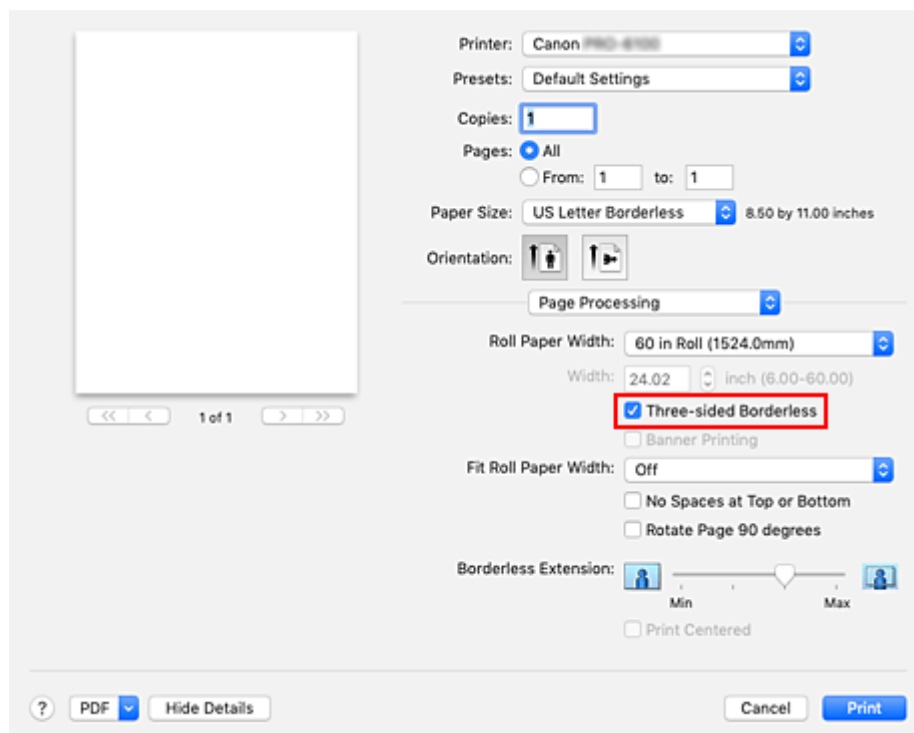 Printer: Canon
Presets: Default Settings
Copies: 1
Pages: All
From: 1 to: 1
Paper Size: US Letter Borderless 8.50 by 11.00 inches
Orientation:
Page Processing
Roll Paper Width: 60 in Roll (1524.0mm)
Width: 24.02 inch (6.00-60.00)
<< < 1 of 1 > >>
Three-sided Borderless
Banner Printing
Fit Roll Paper Width: Off
No Spaces at Top or Bottom
Rotate Page 90 degrees
Borderless Extension:
Min Max
Print Centered
? PDF Hide Details Cancel Print